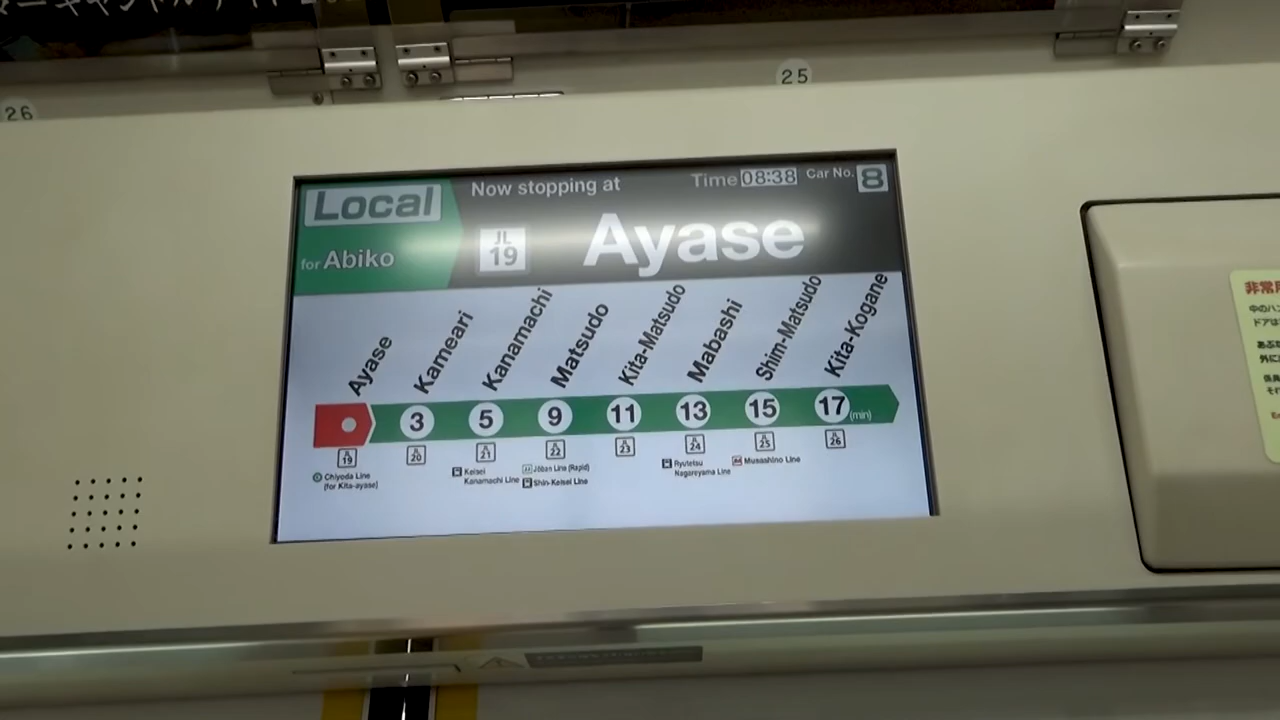 26
25
Local
for Abiko
Now stopping at
Time 08:38
Car No. 8
JL
19
Ayase
Ayase
Kameari
Kanamachi
Matsudo
Kita-Matsudo
Mabashi
Shim-Matsudo
Kita-Kogane
3 5 9 11 13 15 17 (min)
JL 19
JL 20
JL 21
JL 22
JL 23
JL 24
JL 25
JL 26
Chiyoda Line
(for Kita-ayase)
Keisei
Kanamachi Line
Jōban Line (Rapid)
Shin-Keisei Line
Ryutetsu
Nagareyama Line
Musashino Line